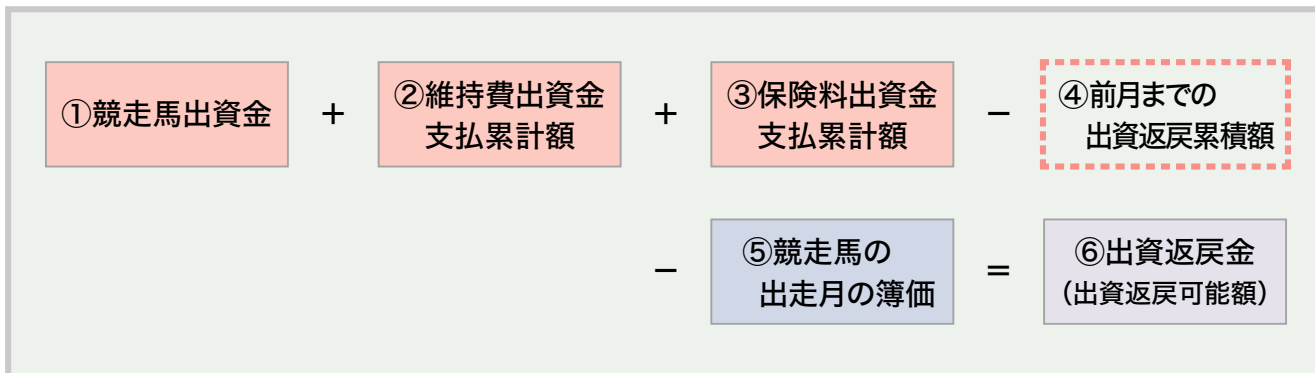 ①競走馬出資金 + ②維持費出資金 + ③保険料出資金 − ④前月までの
支払累計額 支払累計額 出資返戻累積額
− ⑤競走馬の = ⑥出資返戻金
出走月の簿価 (出資返戻可能額)